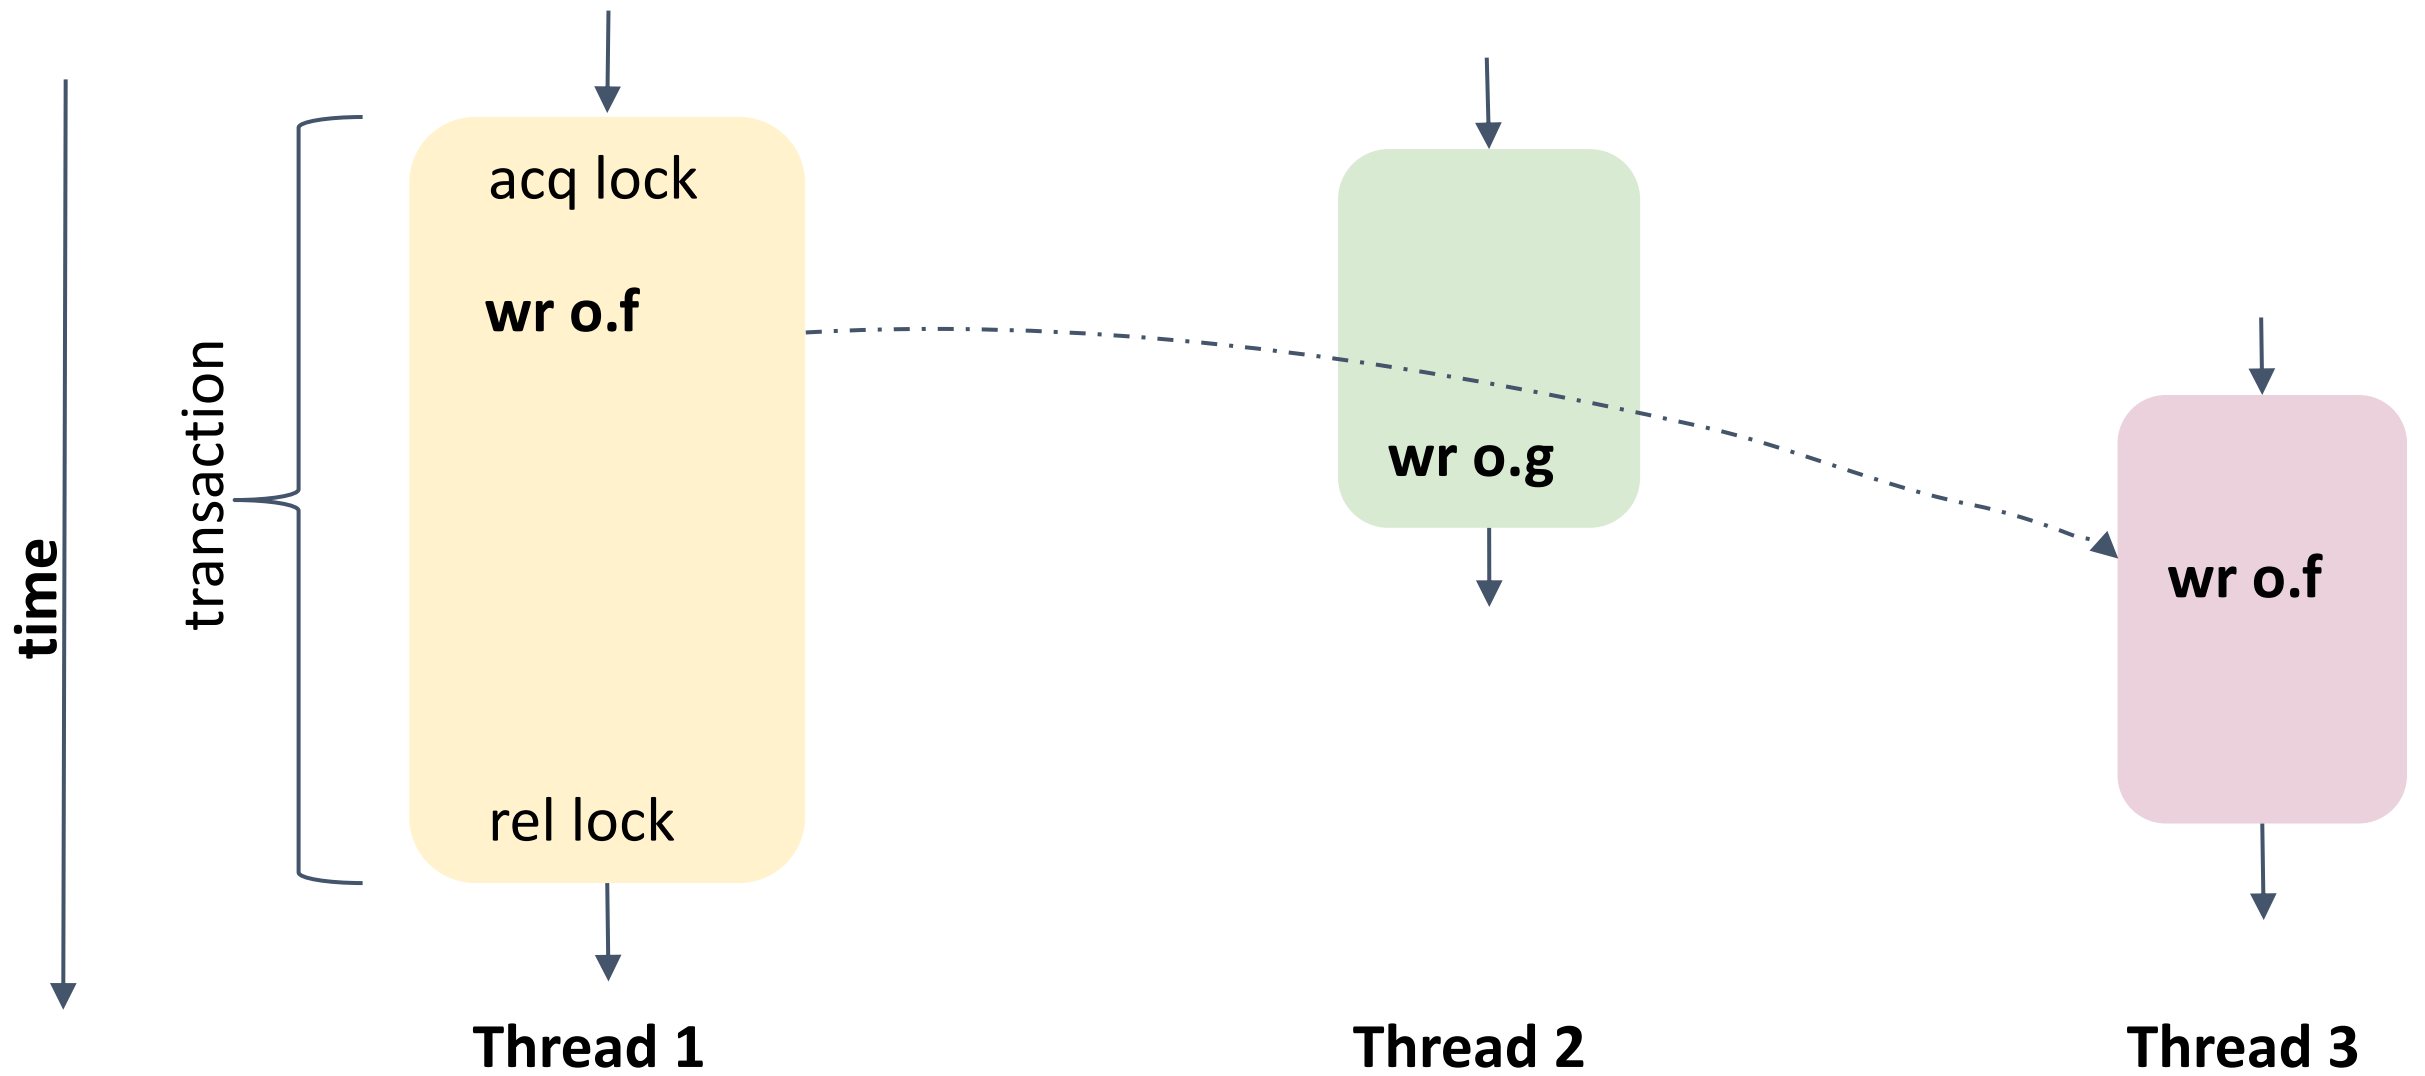 time
transaction
acq lock
wr o.f
rel lock
wr o.g
wr o.f
Thread 1
Thread 2
Thread 3